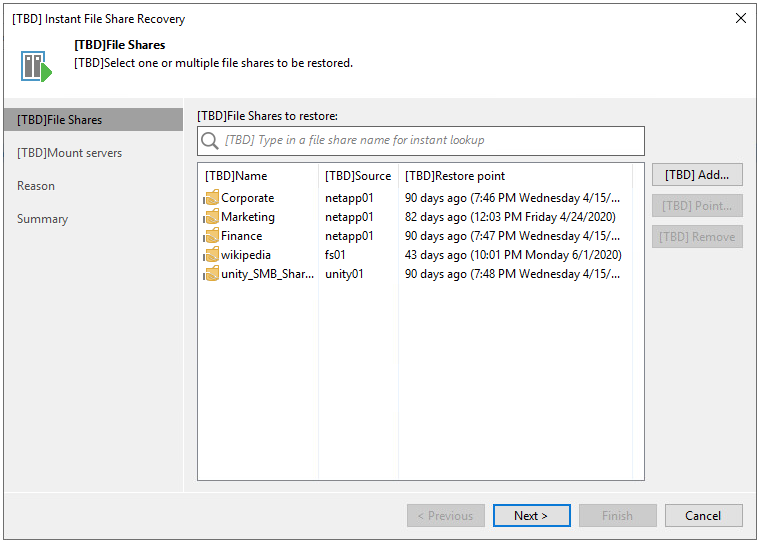 [TBD] Instant File Share Recovery
[TBD]File Shares
[TBD]Select one or multiple file shares to be restored.
[TBD]File Shares
[TBD]Mount servers
Reason
Summary
[TBD]File Shares to restore:
[TBD] Type in a file share name for instant lookup
[TBD]Name [TBD]Source [TBD]Restore point
Corporate netapp01 90 days ago (7:46 PM Wednesday 4/15/...
Marketing netapp01 82 days ago (12:03 PM Friday 4/24/2020)
Finance netapp01 90 days ago (7:47 PM Wednesday 4/15/...
wikipedia fs01 43 days ago (10:01 PM Monday 6/1/2020)
unity_SMB_Shar... unity01 90 days ago (7:48 PM Wednesday 4/15/...
[TBD] Add...
[TBD] Point...
[TBD] Remove
< Previous Next > Finish Cancel